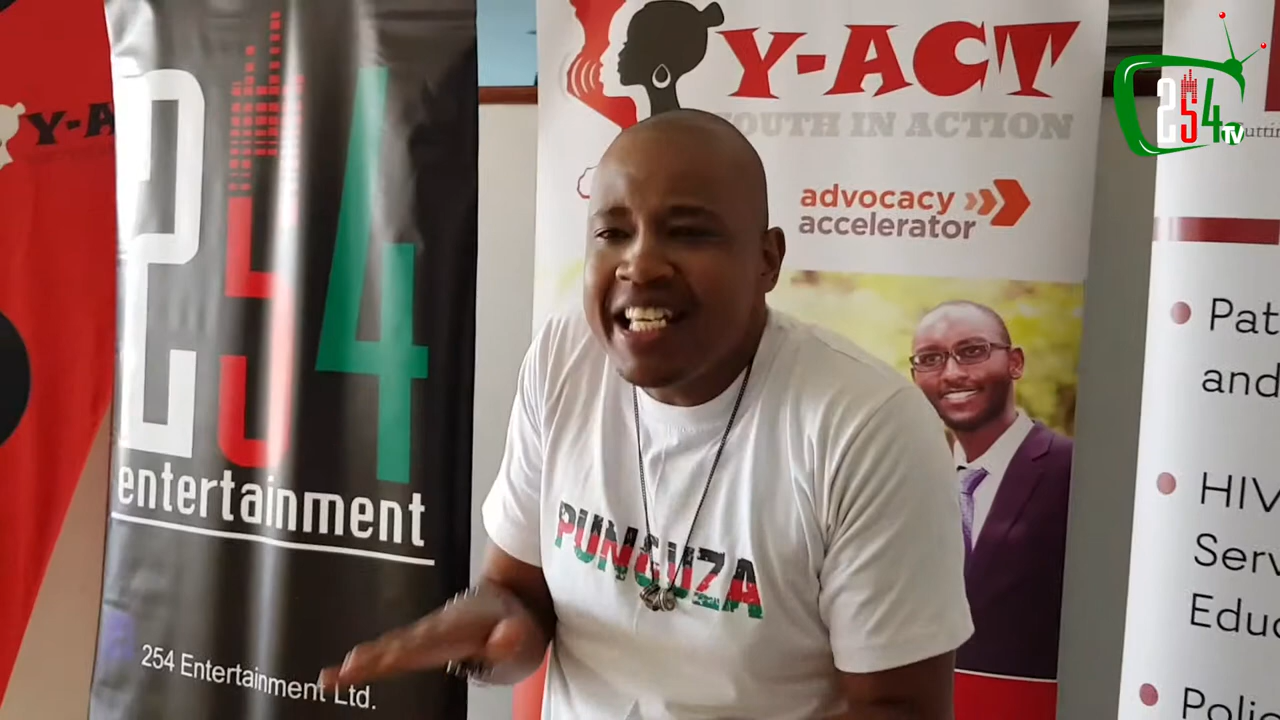 Y-A
254
entertainment
254 Entertainment Ltd.
Y-ACT
YOUTH IN ACTION
advocacy
accelerator
PUNGUZA
254
TV
Cuttin
Pat
and
HIV
Serv
Educ
Polic